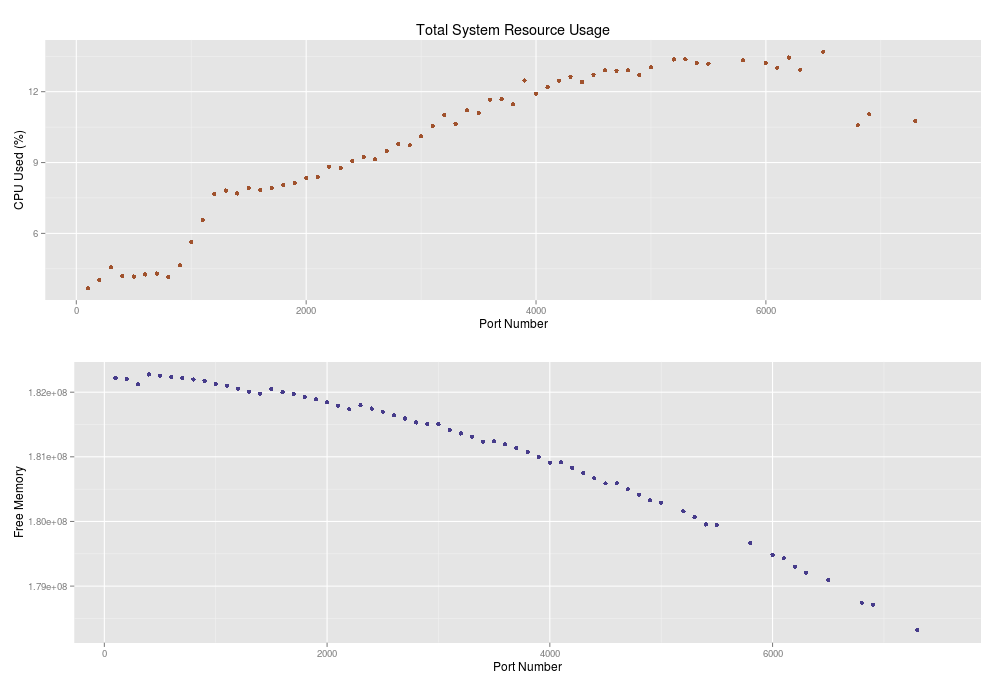 Total System Resource Usage
CPU Used (%)
12
9
6
0 2000 4000 6000
Port Number
Free Memory
1.82e+08
1.81e+08
1.80e+08
1.79e+08
0 2000 4000 6000
Port Number